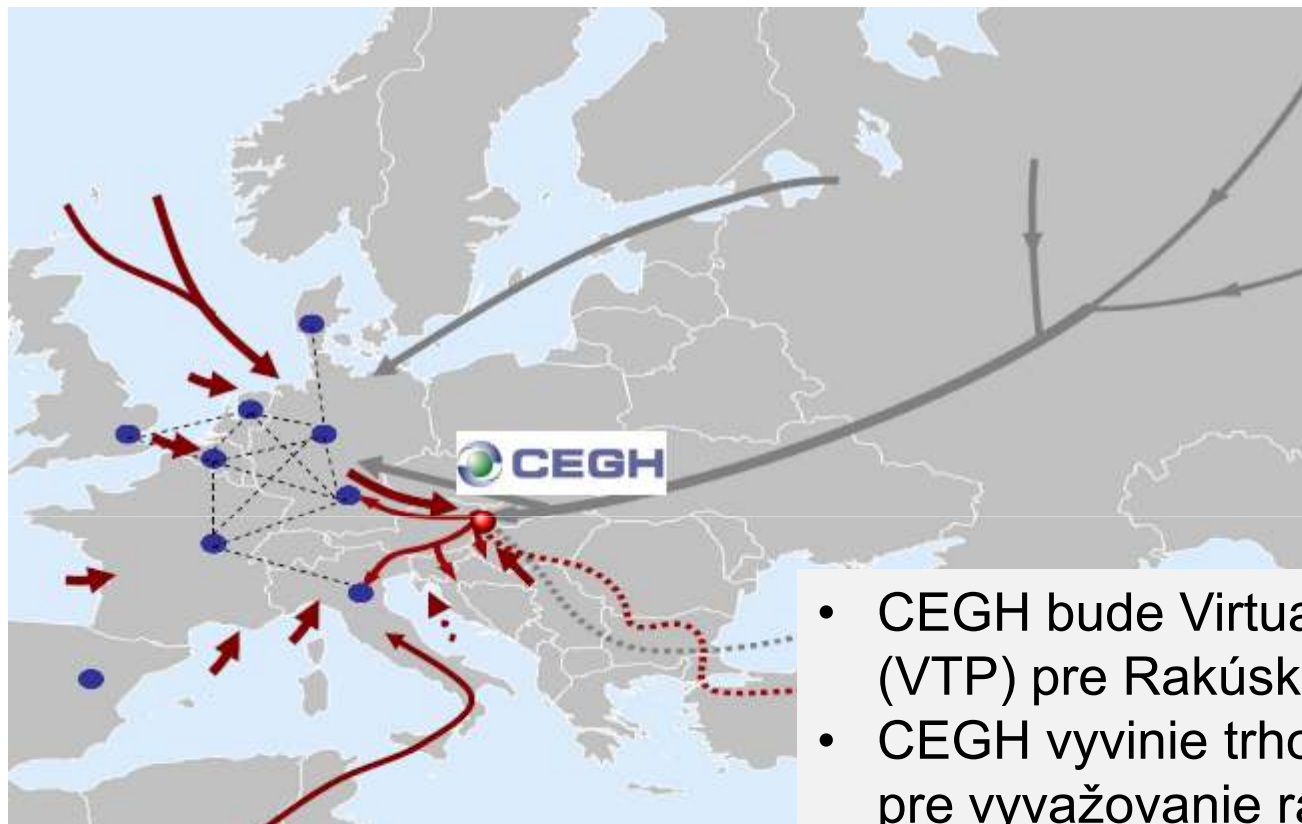 CEGH
• CEGH bude Virtua
(VTP) pre Rakúsk
• CEGH vyvinie trho
pre vyvažovanie ra